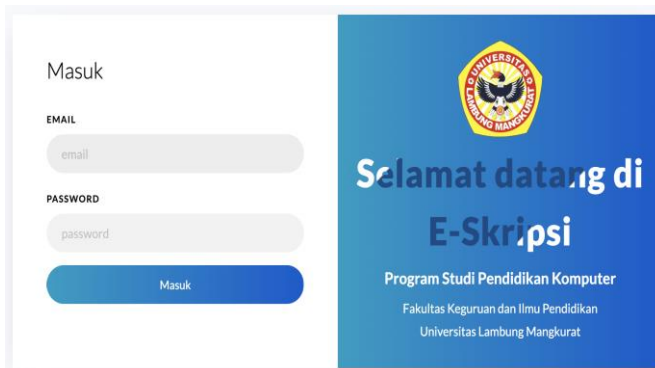 Masuk
EMAIL
email
PASSWORD
password
Masuk
UNIVERSITAS
LAMBUNG MANGKURAT
Selamat datang di
E-Skripsi
Program Studi Pendidikan Komputer
Fakultas Keguruan dan Ilmu Pendidikan
Universitas Lambung Mangkurat